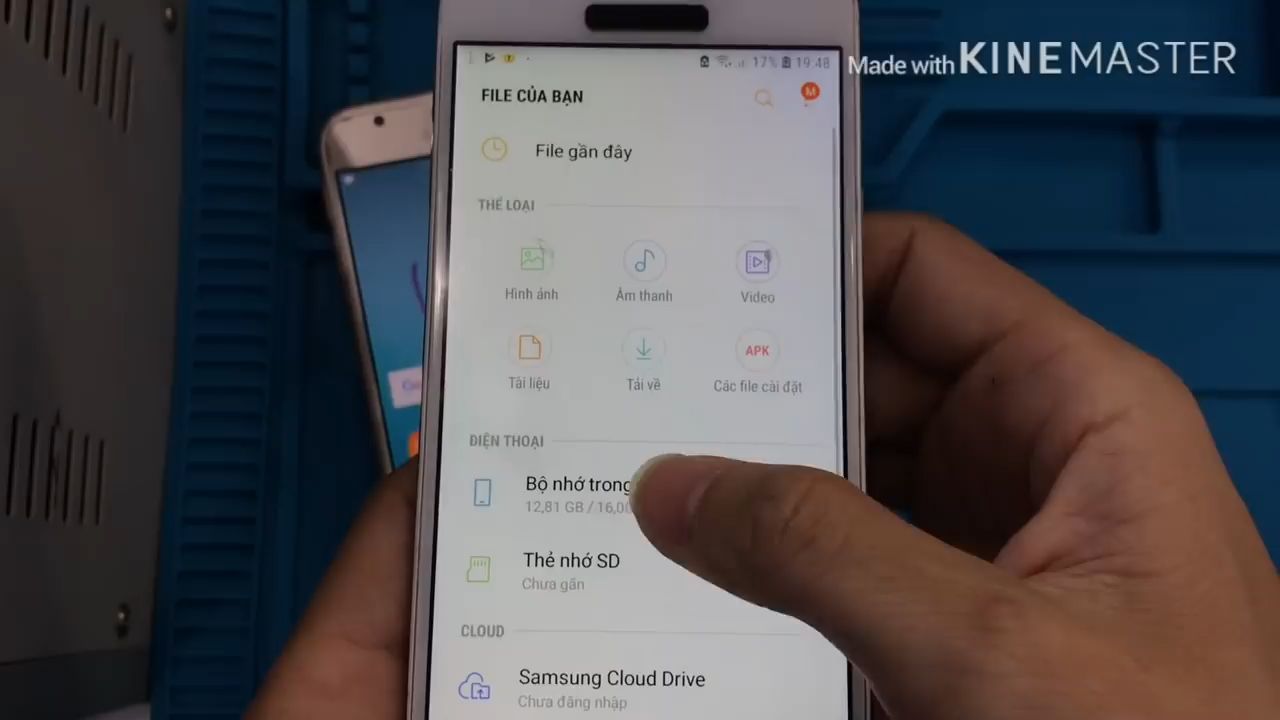 17% 19:48
Made with KINEMASTER
FILE CỦA BẠN
M
File gần đây
THỂ LOẠI
Hình ảnh
Âm thanh
Video
APK
Tài liệu
Tải về
Các file cài đặt
ĐIỆN THOẠI
Bộ nhớ trong
12,81 GB /
Thẻ nhớ SD
Chưa gắn
CLOUD
Samsung Cloud Drive
Chưa đăng nhập